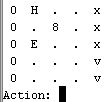 0 H . . x
0 . 8 . x
0 E . . x
0 . . . v
0 . . . v
Action: